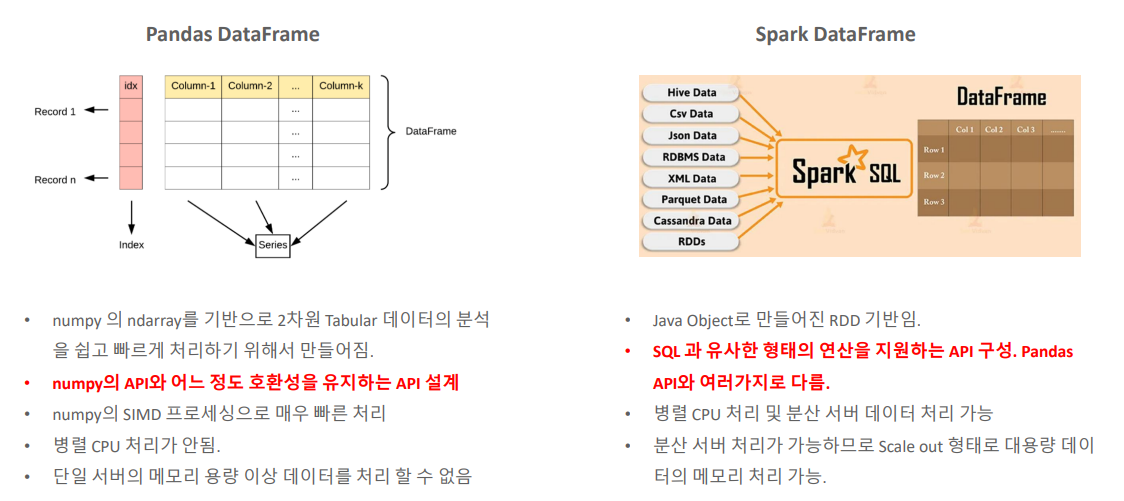 Pandas DataFrame
idx
Column-1
Column-2
...
Column-k
Record 1
...
...
DataFrame
...
Record n
...
Index
Series
numpy 의 ndarray를 기반으로 2차원 Tabular 데이터의 분석
을 쉽고 빠르게 처리하기 위해서 만들어짐.
numpy의 API와 어느 정도 호환성을 유지하는 API 설계
numpy의 SIMD 프로세싱으로 매우 빠른 처리
병렬 CPU 처리가 안됨.
단일 서버의 메모리 용량 이상 데이터를 처리 할 수 없음
Spark DataFrame
Hive Data
Csv Data
Json Data
RDBMS Data
XML Data
Parquet Data
Cassandra Data
RDDs
Spark SQL
DataFrame
Col 1
Col 2
Col 3
.......
Row 1
Row 2
Row 3
Java Object로 만들어진 RDD 기반임.
SQL 과 유사한 형태의 연산을 지원하는 API 구성. Pandas
API와 여러가지로 다름.
병렬 CPU 처리 및 분산 서버 데이터 처리 가능
분산 서버 처리가 가능하므로 Scale out 형태로 대용량 데이
터의 메모리 처리 가능.